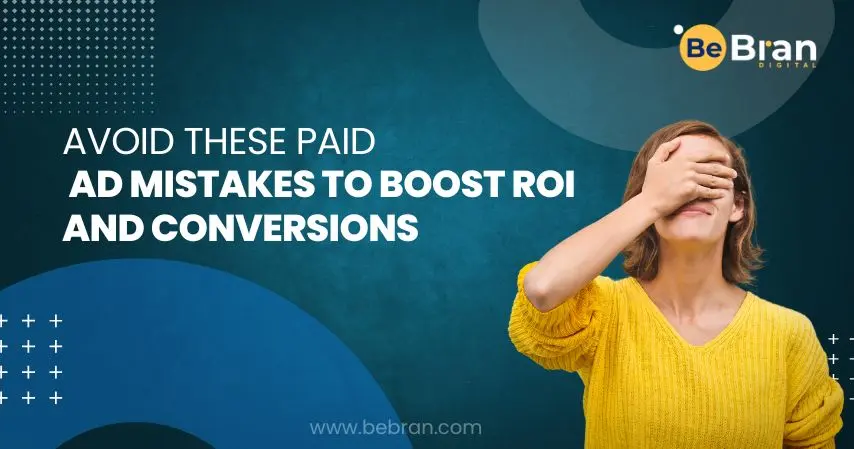 BeBran
DIGITAL
AVOID THESE PAID
AD MISTAKES TO BOOST ROI
AND CONVERSIONS
www.bebran.com